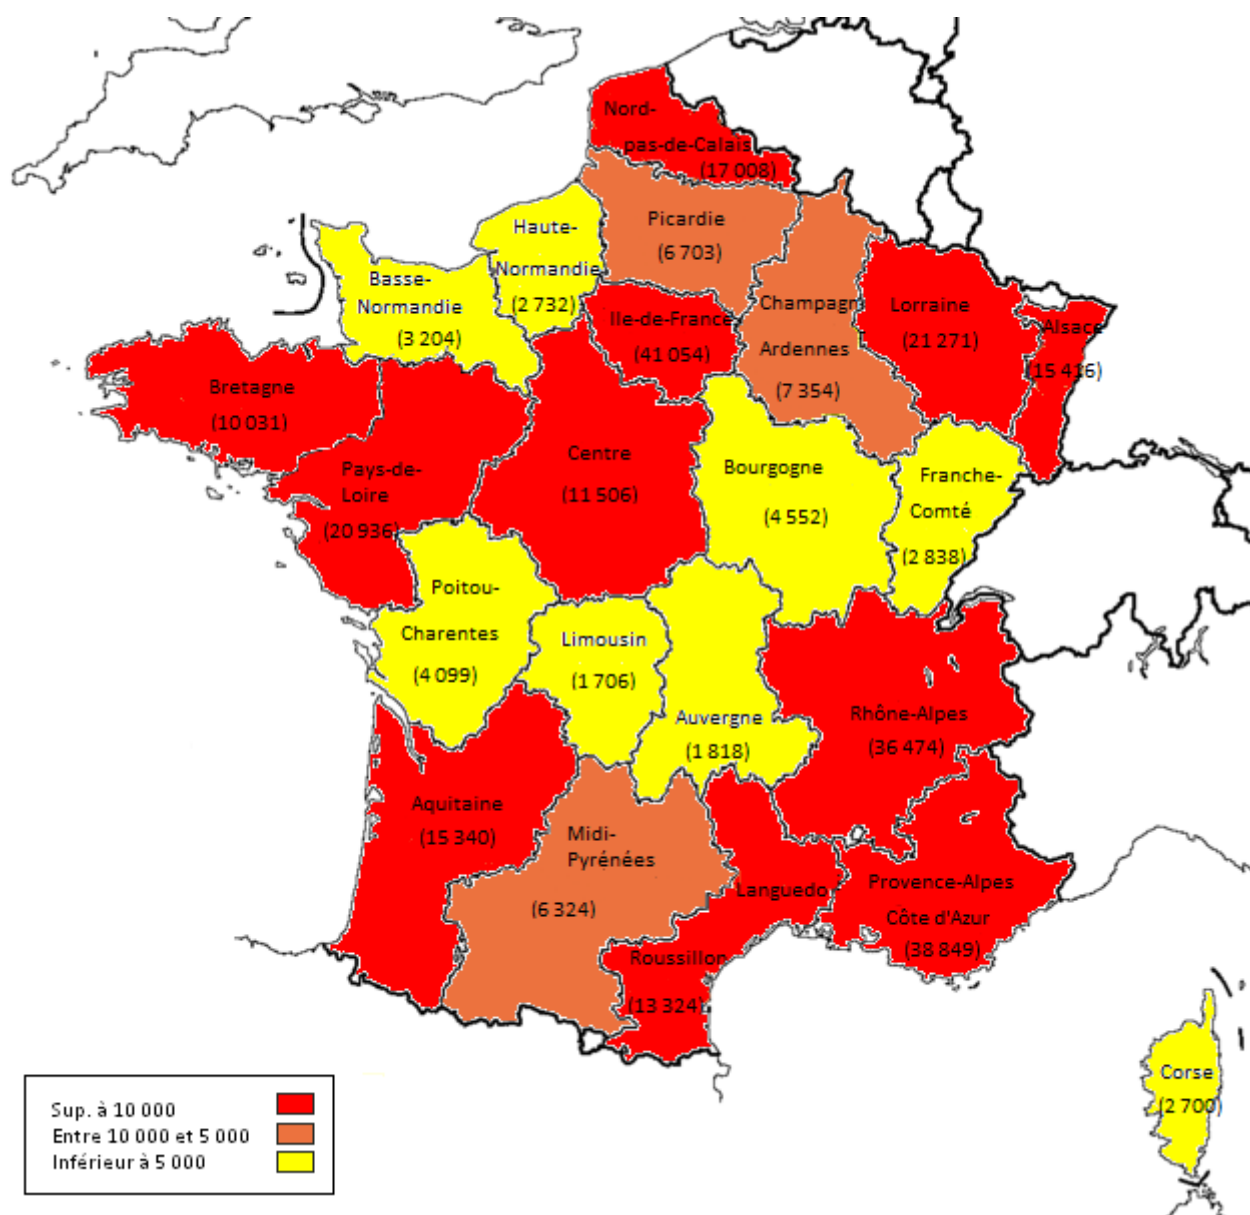 Nord-
pas-de-Calais
(17 008)
Picardie
(6 703)
Haute-
Normandie
(2 732)
Basse-
Normandie
(3 204)
Ile-de-France
(41 054)
Champagn
Ardennes
(7 354)
Lorraine
(21 271)
Alsace
(15 416)
Bretagne
(10 031)
Pays-de-
Loire
(20 936)
Centre
(11 506)
Bourgogne
(4 552)
Franche-
Comté
(2 838)
Poitou-
Charentes
(4 099)
Limousin
(1 706)
Auvergne
(1 818)
Rhône-Alpes
(36 474)
Aquitaine
(15 340)
Midi-
Pyrénées
(6 324)
Languedo
Roussillon
(13 324)
Provence-Alpes
Côte d'Azur
(38 849)
Corse
(2 700)
Sup. à 10 000
Entre 10 000 et 5 000
Inférieur à 5 000